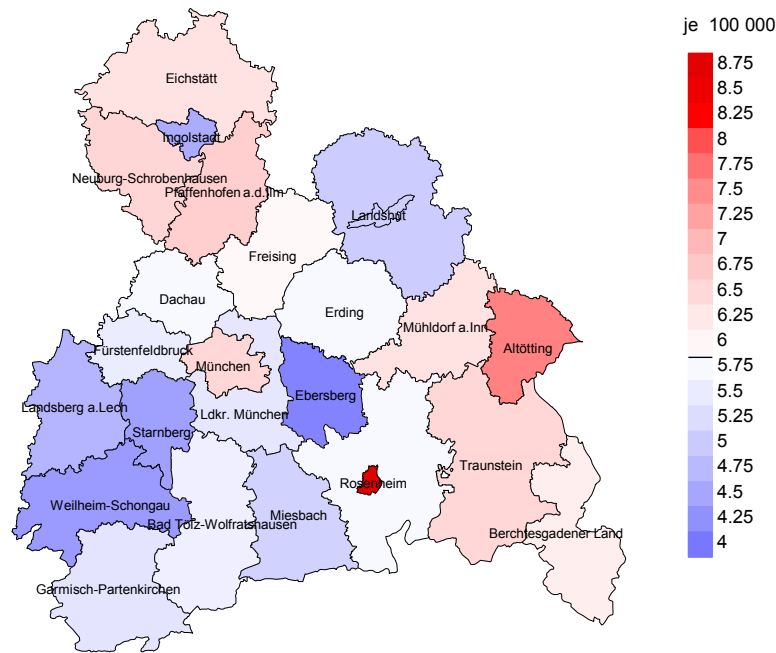 je 100 000
8.75
8.5
8.25
8
7.75
7.5
7.25
7
6.75
6.5
6.25
6
5.75
5.5
5.25
5
4.75
4.5
4.25
4
Eichstätt
Ingolstadt
Neuburg-Schrobenhausen
Pfaffenhofen a.d.Ilm
Landshut
Freising
Dachau
Erding
Mühldorf a.Inn
Altötting
Fürstenfeldbruck
München
Ebersberg
Landsberg a.Lech
Ldkr. München
Starnberg
Traunstein
Rosenheim
Weilheim-Schongau
Miesbach
Bad Tölz-Wolfratshausen
Berchtesgadener Land
Garmisch-Partenkirchen